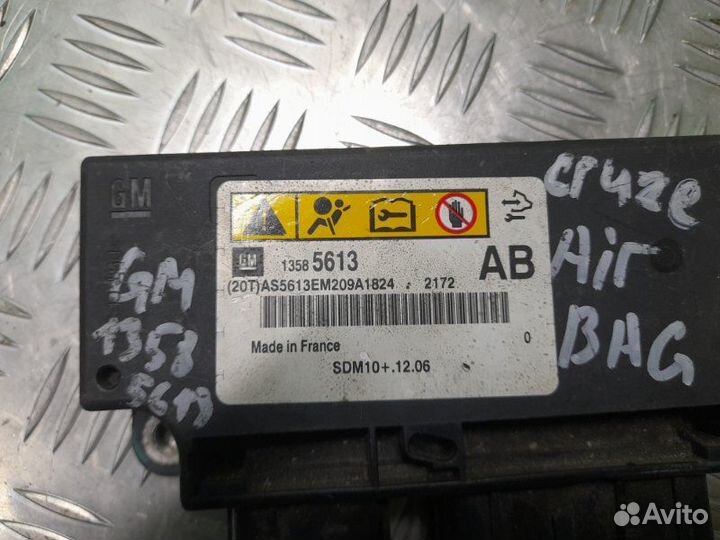 GM
GM 1358 5613 AB
(20T)AS5613EM209A1824 2172
Made in France 0
SDM10+.12.06
GM
1358
5613
cruze
Air
BAG
Avito